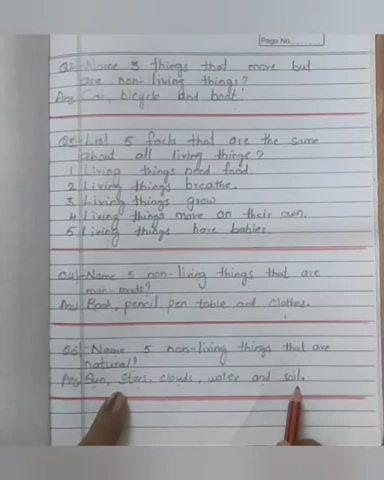 Page No.
Q2 Name 3 things that move but
are non-living things?
Ans Car, bicycle and boat.
Q3 List 5 facts that are the same
about all living things?
1 Living things need food
2 Living things breathe.
3 Living things grow
4 Living things move on their own.
5 Living things have babies.
Q4 Name 5 non-living things that are
man-made?
Ans Book, pencil pen table and clothes.
Q5 Name 5 non-living things that are
natural?
Ans Sun, Stars, clouds, water and soil.